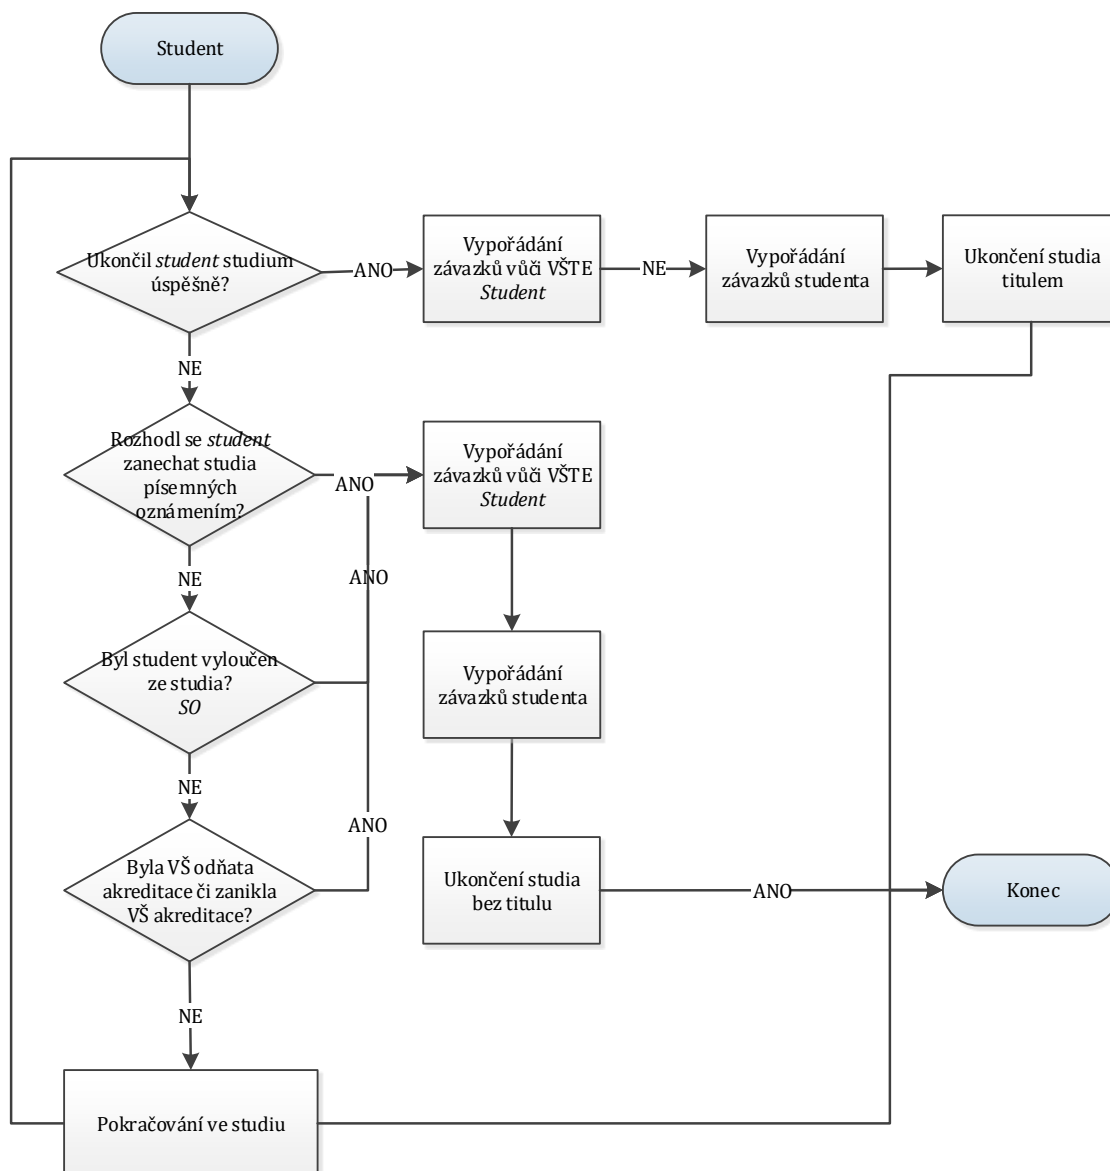 Student
Ukončil student studium
úspěšně?
ANO
Vypořádání
závazků vůči VŠTE
Student
NE
Vypořádání
závazků studenta
Ukončení studia
titulem
NE
Rozhodl se student
zanechat studia
písemných
oznámením?
ANO
Vypořádání
závazků vůči VŠTE
Student
NE
ANO
Byl student vyloučen
ze studia?
SO
Vypořádání
závazků studenta
NE
ANO
Byla VŠ odňata
akreditace či zanikla
VŠ akreditace?
Ukončení studia
bez titulu
ANO
Konec
NE
Pokračování ve studiu